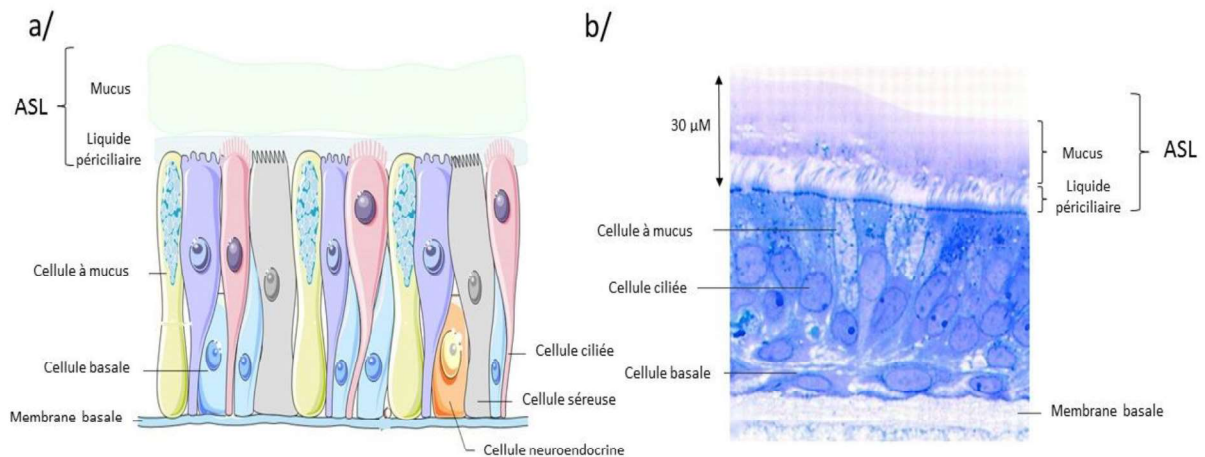 a/
Mucus
ASL
Liquide
périciliaire
Cellule à mucus
Cellule basale
Membrane basale
Cellule ciliée
Cellule séreuse
Cellule neuroendocrine
b/
30 µM
Mucus
ASL
Liquide
périciliaire
Cellule à mucus
Cellule ciliée
Cellule basale
Membrane basale